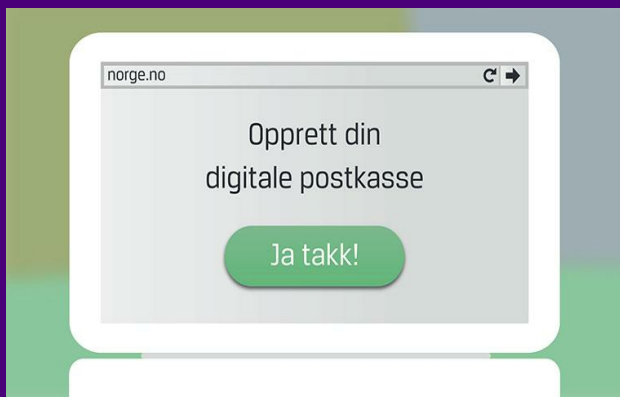 norge.no
Opprett din
digitale postkasse
Ja takk!